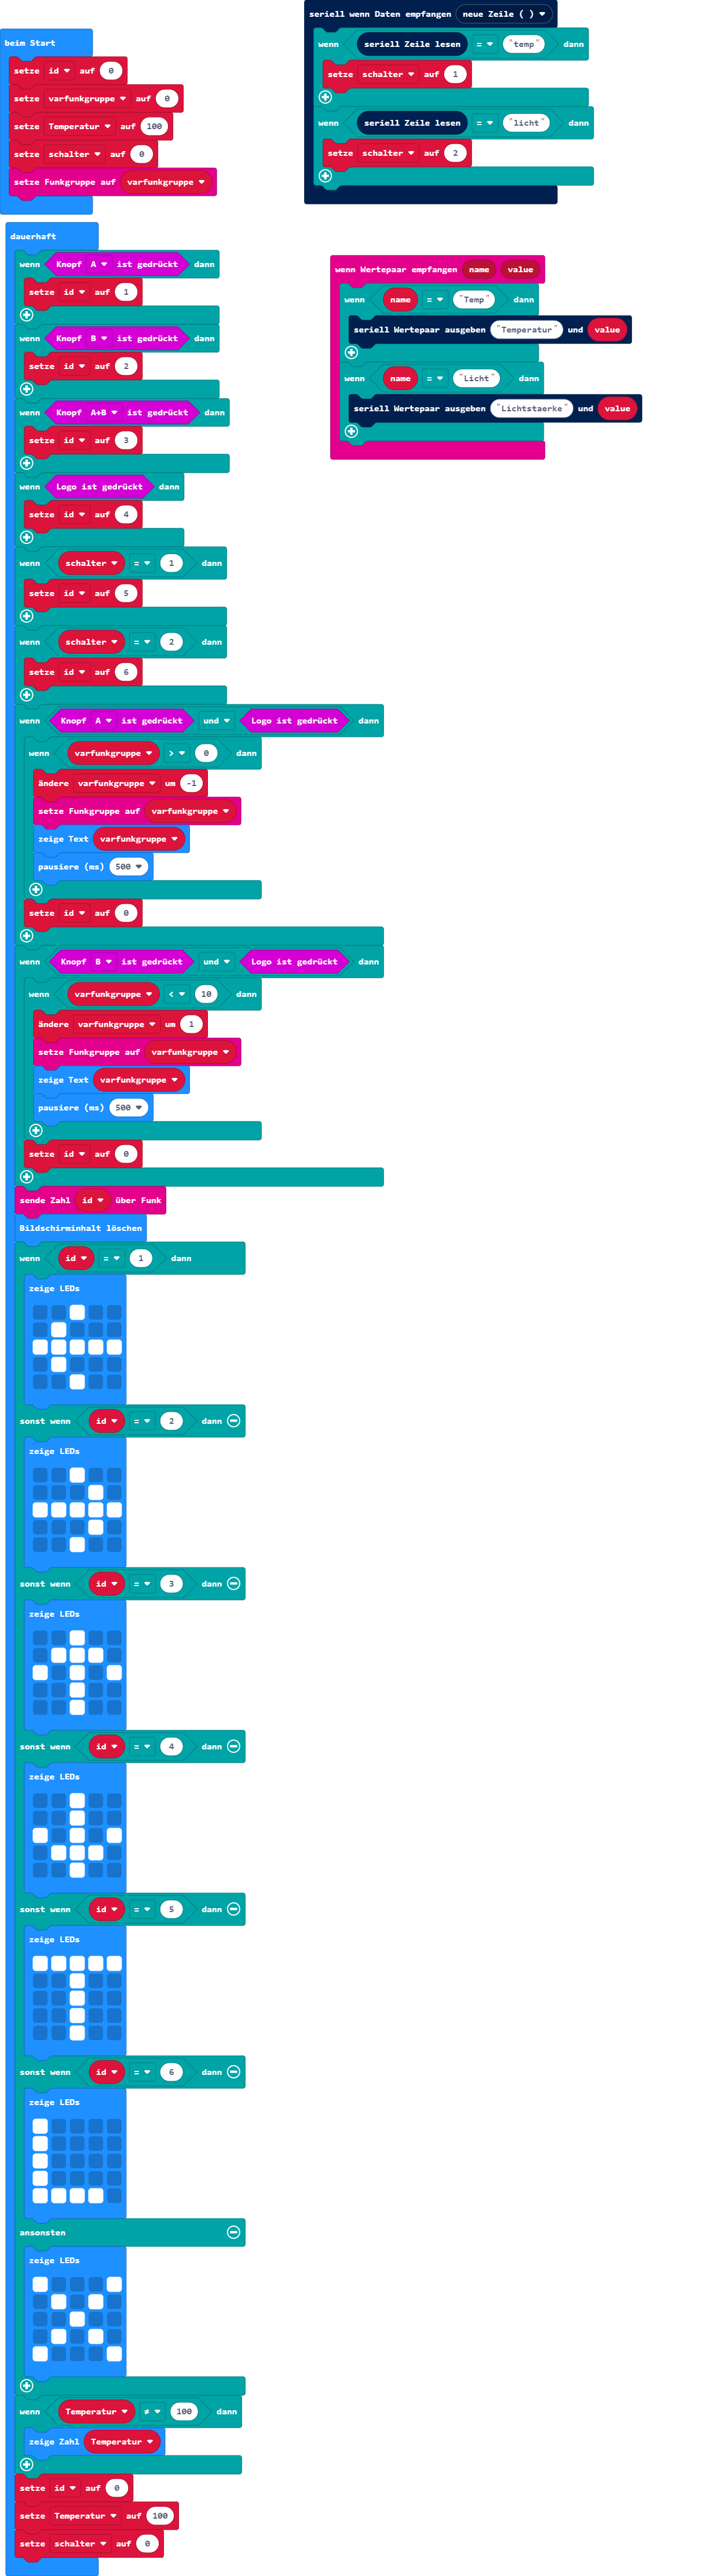 beim Start
setze id auf 0
setze varfunkgruppe auf 0
setze Temperatur auf 100
setze schalter auf 0
setze Funkgruppe auf varfunkgruppe
seriell wenn Daten empfangen neue Zeile ( )
wenn seriell Zeile lesen = "temp" dann
setze schalter auf 1
wenn seriell Zeile lesen = "licht" dann
setze schalter auf 2
wenn Wertepaar empfangen name value
wenn name = "Temp" dann
seriell Wertepaar ausgeben "Temperatur" und value
wenn name = "Licht" dann
seriell Wertepaar ausgeben "Lichtstaerke" und value
dauerhaft
wenn Knopf A ist gedrückt dann
setze id auf 1
wenn Knopf B ist gedrückt dann
setze id auf 2
wenn Knopf A+B ist gedrückt dann
setze id auf 3
wenn Logo ist gedrückt dann
setze id auf 4
wenn schalter = 1 dann
setze id auf 5
wenn schalter = 2 dann
setze id auf 6
wenn Knopf A ist gedrückt und Logo ist gedrückt dann
wenn varfunkgruppe > 0 dann
ändere varfunkgruppe um -1
setze Funkgruppe auf varfunkgruppe
zeige Text varfunkgruppe
pausiere (ms) 500
setze id auf 0
wenn Knopf B ist gedrückt und Logo ist gedrückt dann
wenn varfunkgruppe < 10 dann
ändere varfunkgruppe um 1
setze Funkgruppe auf varfunkgruppe
zeige Text varfunkgruppe
pausiere (ms) 500
setze id auf 0
sende Zahl id über Funk
Bildschirminhalt löschen
wenn id = 1 dann
zeige LEDs
sonst wenn id = 2 dann
zeige LEDs
sonst wenn id = 3 dann
zeige LEDs
sonst wenn id = 4 dann
zeige LEDs
sonst wenn id = 5 dann
zeige LEDs
sonst wenn id = 6 dann
zeige LEDs
ansonsten
zeige LEDs
wenn Temperatur ≠ 100 dann
zeige Zahl Temperatur
setze id auf 0
setze Temperatur auf 100
setze schalter auf 0